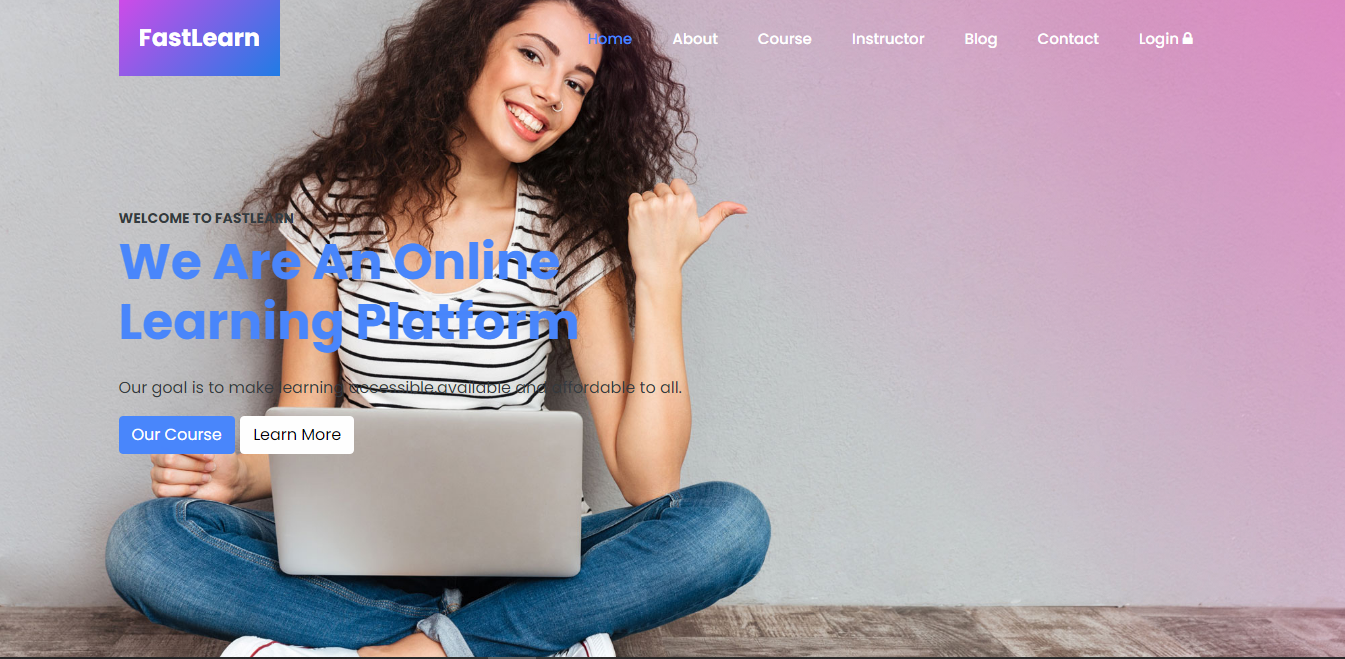 FastLearn
Home About Course Instructor Blog Contact Login
WELCOME TO FASTLEARN
We Are An Online
Learning Platform
Our goal is to make learning accessible,available and affordable to all.
Our Course Learn More